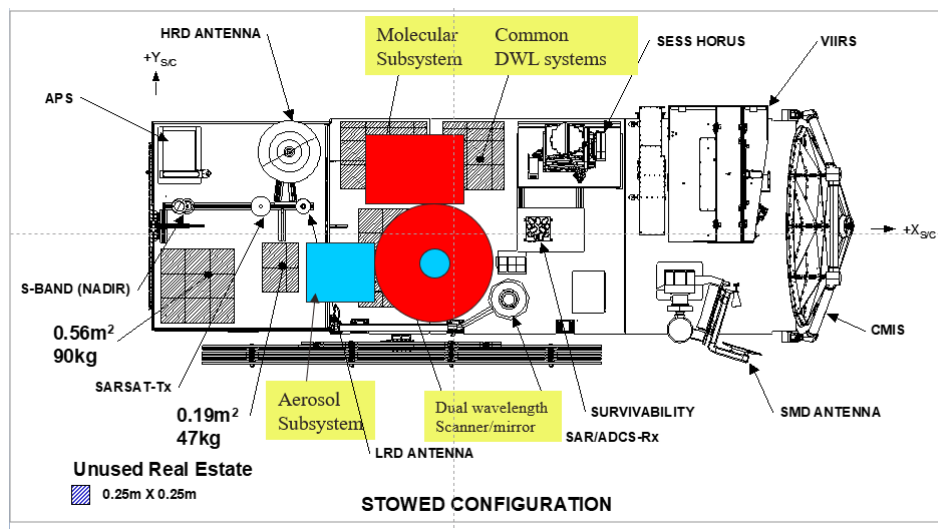 HRD ANTENNA
Molecular
Subsystem
Common
DWL systems
SESS HORUS
VIIRS
+Y S/C
APS
+X S/C
S-BAND (NADIR)
0.56m²
90kg
CMIS
SARSAT-Tx
0.19m²
47kg
Aerosol
Subsystem
Dual wavelength
Scanner/mirror
SURVIVABILITY
SMD ANTENNA
SAR/ADCS-Rx
LRD ANTENNA
Unused Real Estate
0.25m X 0.25m
STOWED CONFIGURATION